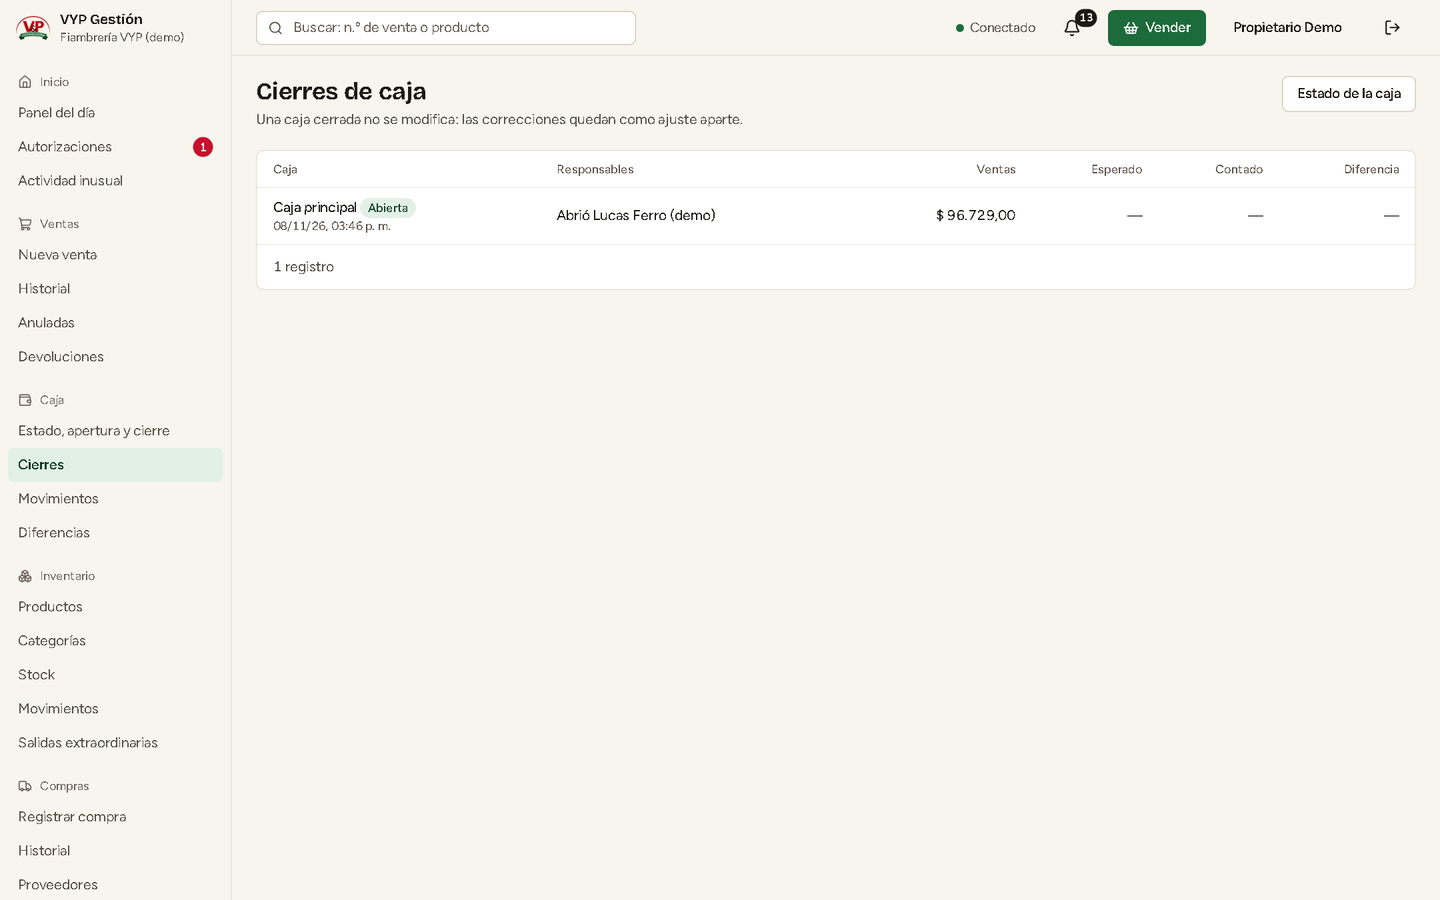 VYP Gestión
Fiambrería VYP (demo)
Buscar: n.º de venta o producto
Conectado
13
Vender
Propietario Demo
Inicio
Panel del día
Autorizaciones 1
Actividad inusual
Ventas
Nueva venta
Historial
Anuladas
Devoluciones
Caja
Estado, apertura y cierre
Cierres
Movimientos
Diferencias
Inventario
Productos
Categorías
Stock
Movimientos
Salidas extraordinarias
Compras
Registrar compra
Historial
Proveedores
Cierres de caja
Una caja cerrada no se modifica: las correcciones quedan como ajuste aparte.
Estado de la caja
Caja Responsables Ventas Esperado Contado Diferencia
Caja principal Abierta
08/11/26, 03:46 p. m.
Abrió Lucas Ferro (demo) $ 96.729,00 — — —
1 registro